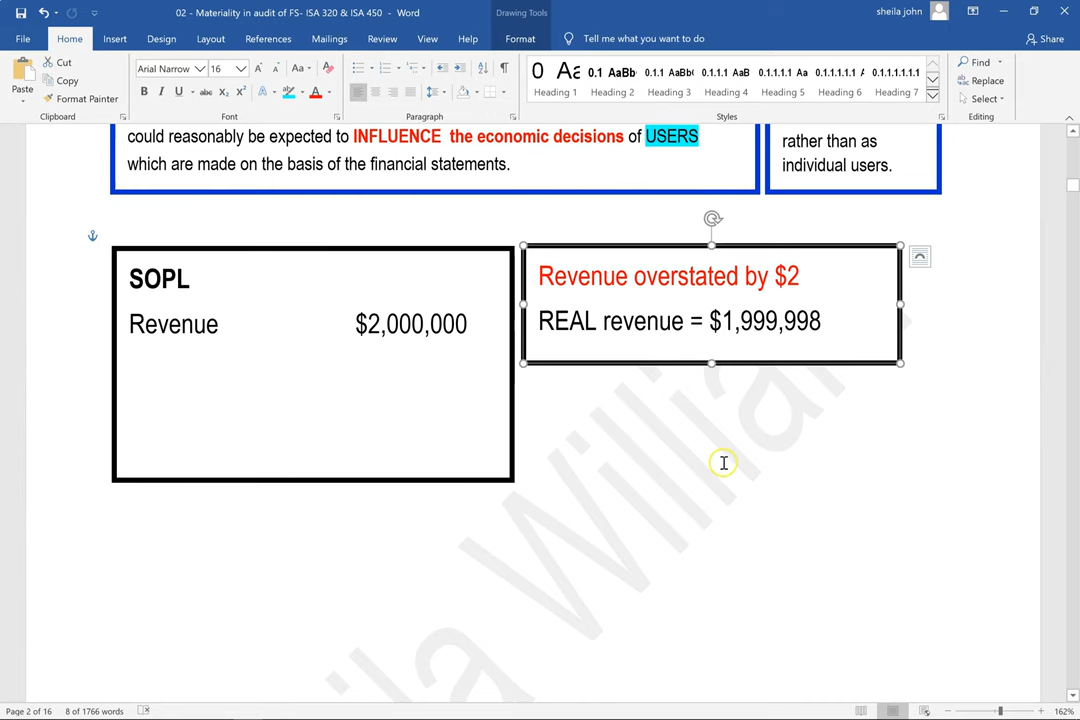 02 - Materiality in audit of FS- ISA 320 & ISA 450 - Word
Drawing Tools
sheila john
File Home Insert Design Layout References Mailings Review View Help Format Tell me what you want to do Share
Paste
Cut
Copy
Format Painter
Clipboard
Arial Narrow 16
Font
Paragraph
Heading 1 Heading 2 Heading 3 Heading 4 Heading 5 Heading 6 Heading 7
Styles
Find
Replace
Select
Editing
could reasonably be expected to INFLUENCE the economic decisions of USERS
which are made on the basis of the financial statements.
rather than as
individual users.
SOPL
Revenue $2,000,000
Revenue overstated by $2
REAL revenue = $1,999,998
Page 2 of 16 8 of 1766 words
162%